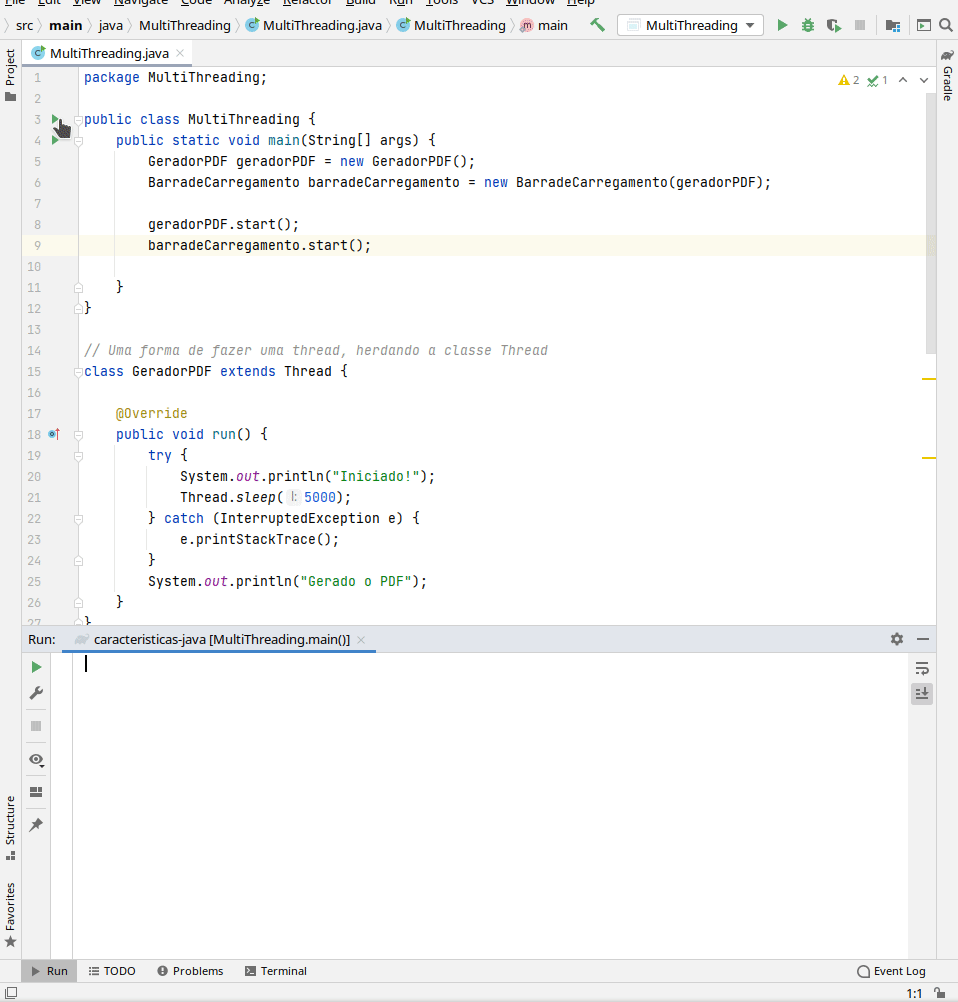 File Edit View Navigate Code Analyze Refactor Build Run Tools VCS Window Help
src main java MultiThreading MultiThreading.java MultiThreading main MultiThreading
MultiThreading.java
Project
Gradle
2 1
1 package MultiThreading;
2
3 public class MultiThreading {
4 public static void main(String[] args) {
5 GeradorPDF geradorPDF = new GeradorPDF();
6 BarradeCarregamento barradeCarregamento = new BarradeCarregamento(geradorPDF);
7
8 geradorPDF.start();
9 barradeCarregamento.start();
10
11 }
12 }
13
14 // Uma forma de fazer uma thread, herdando a classe Thread
15 class GeradorPDF extends Thread {
16
17 @Override
18 public void run() {
19 try {
20 System.out.println("Iniciado!");
21 Thread.sleep( l: 5000);
22 } catch (InterruptedException e) {
23 e.printStackTrace();
24 }
25 System.out.println("Gerado o PDF");
26 }
27 }
Run: caracteristicas-java [MultiThreading.main()]
Structure
Favorites
Run TODO Problems Terminal Event Log
1:1